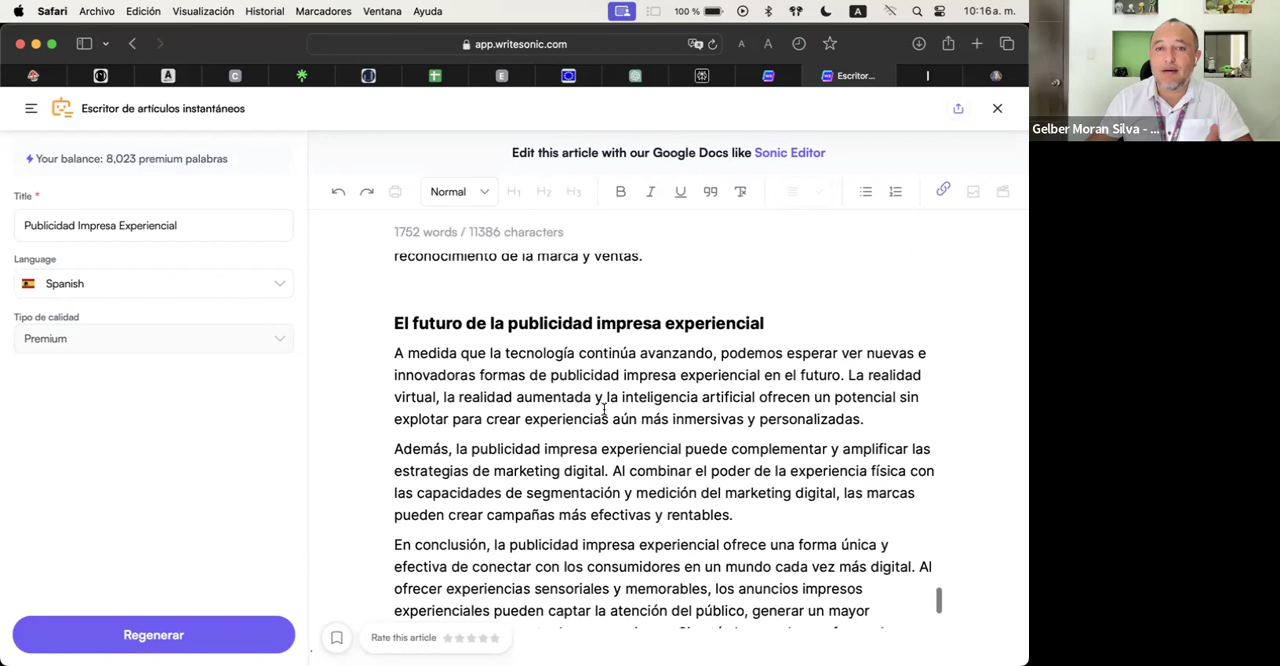 Safari Archivo Edición Visualización Historial Marcadores Ventana Ayuda 100 % A 10:16 a. m.
app.writesonic.com A A
A C E Escritor...
Escritor de artículos instantáneos
Your balance: 8,023 premium palabras
Title *
Publicidad Impresa Experiencial
Language
Spanish
Tipo de calidad
Premium
Regenerar
Edit this article with our Google Docs like Sonic Editor
Normal H1 H2 H3 B I U
1752 words / 11386 characters
reconocimiento de la marca y ventas.
El futuro de la publicidad impresa experiencial
A medida que la tecnología continúa avanzando, podemos esperar ver nuevas e
innovadoras formas de publicidad impresa experiencial en el futuro. La realidad
virtual, la realidad aumentada y la inteligencia artificial ofrecen un potencial sin
explotar para crear experiencias aún más inmersivas y personalizadas.
Además, la publicidad impresa experiencial puede complementar y amplificar las
estrategias de marketing digital. Al combinar el poder de la experiencia física con
las capacidades de segmentación y medición del marketing digital, las marcas
pueden crear campañas más efectivas y rentables.
En conclusión, la publicidad impresa experiencial ofrece una forma única y
efectiva de conectar con los consumidores en un mundo cada vez más digital. Al
ofrecer experiencias sensoriales y memorables, los anuncios impresos
experienciales pueden captar la atención del público, generar un mayor
Rate this article
Gelber Moran Silva - ...